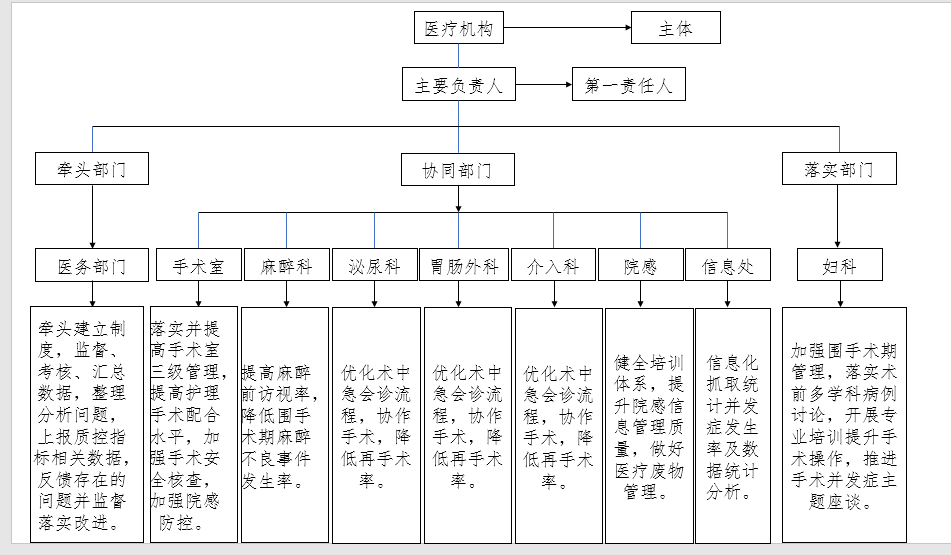 医疗机构
主体
主要负责人
第一责任人
牵头部门
协同部门
落实部门
医务部门
手术室
麻醉科
泌尿科
胃肠外科
介入科
院感
信息处
妇科
牵头建立制
度，监督、
考核、汇总
数据，整理
分析问题，
上报质控指
标相关数据，
反馈存在的
问题并监督
落实改进。
落实并提
高手术室
三级管理，
提高护理
手术配合
水平，加
强手术安
全核查，
加强院感
防控。
提高麻醉
前访视率，
降低围手
术期麻醉
不良事件
发生率。
优化术中
急会诊流
程，协作
手术，降
低再手术
率。
优化术中
急会诊流
程，协作
手术，降
低再手术
率。
优化术中
急会诊流
程，协作
手术，降
低再手术
率。
健全培训
体系，提
升院感信
息管理质
量，做好
医疗废物
管理。
信息化
抓取统
计并发
症发生
率及数
据统计
分析。
加强围手术期
管理，落实术
前多学科病例
讨论，开展专
业培训提升手
术操作，推进
手术并发症主
题座谈。